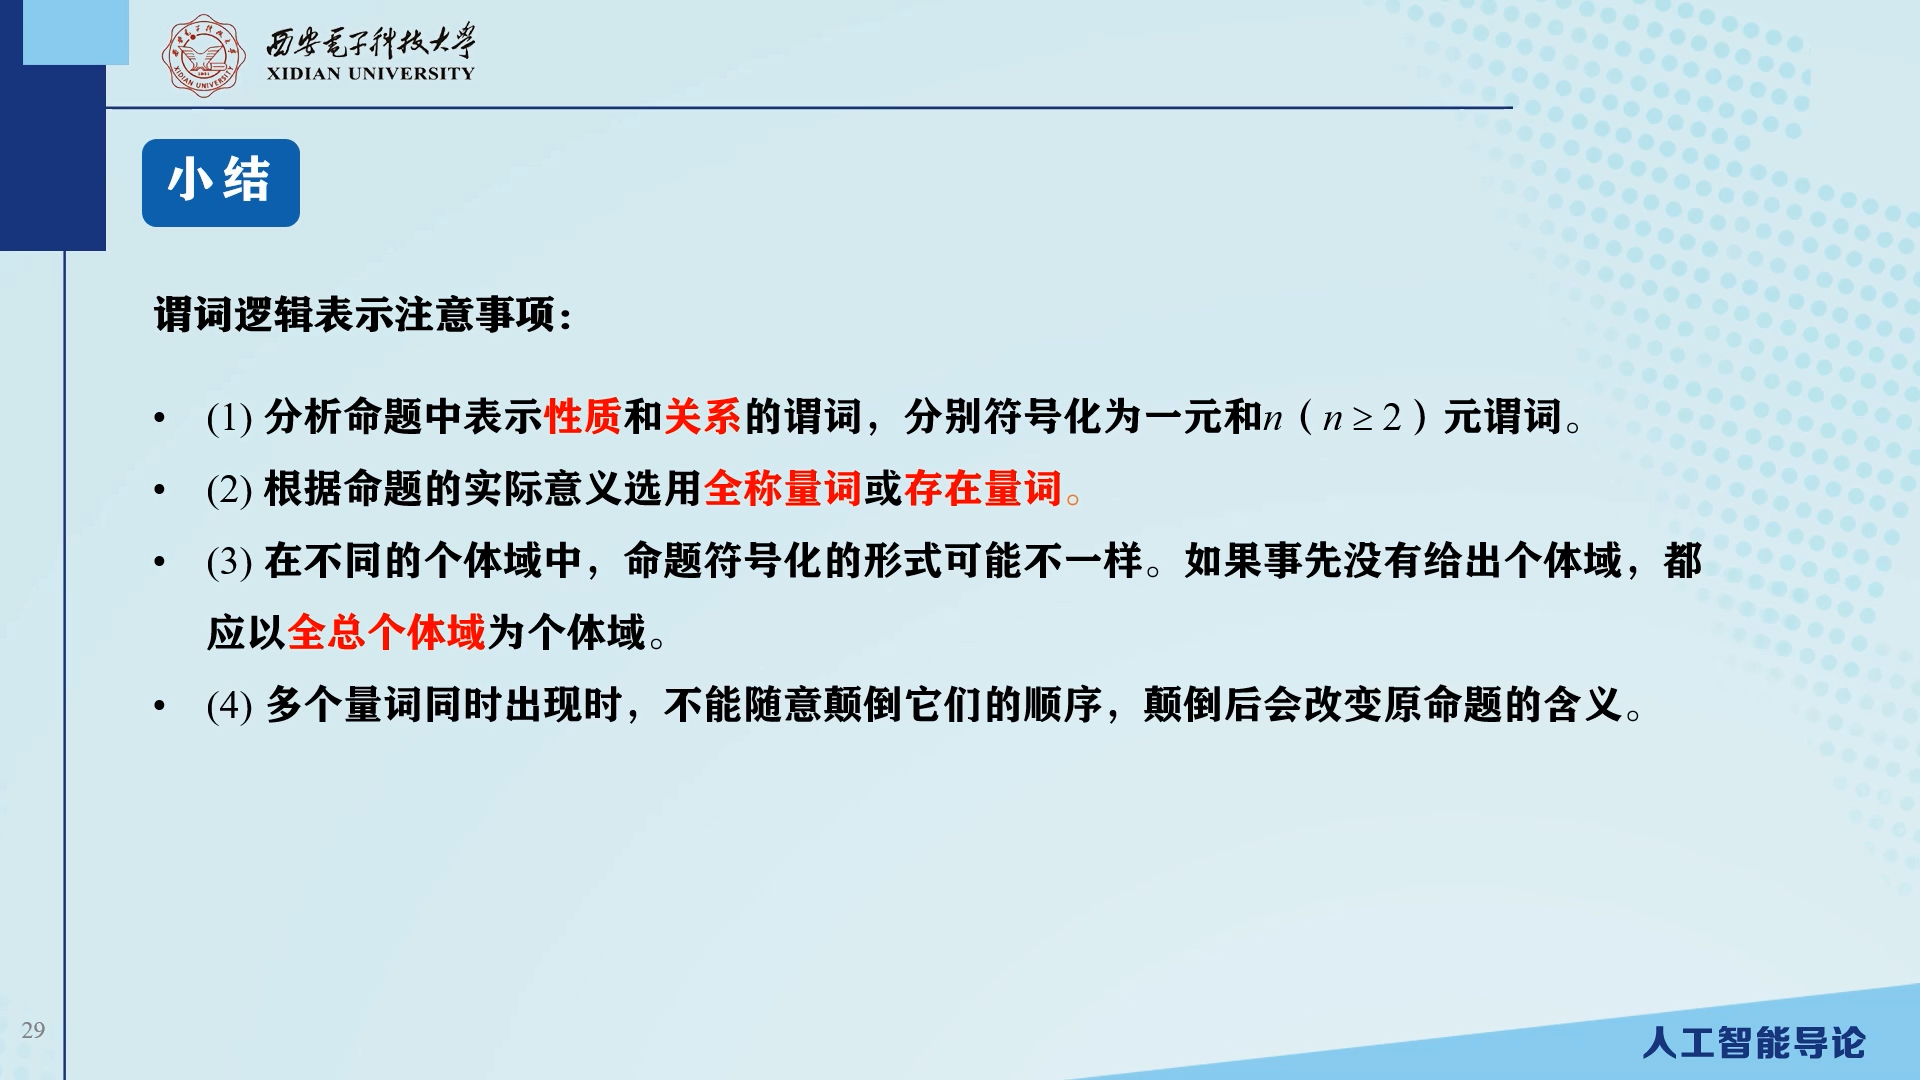 西安电子科技大学
XIDIAN UNIVERSITY
小结
谓词逻辑表示注意事项：
• (1) 分析命题中表示性质和关系的谓词，分别符号化为一元和n（n ≥ 2）元谓词。
• (2) 根据命题的实际意义选用全称量词或存在量词。
• (3) 在不同的个体域中，命题符号化的形式可能不一样。如果事先没有给出个体域，都
应以全总个体域为个体域。
• (4) 多个量词同时出现时，不能随意颠倒它们的顺序，颠倒后会改变原命题的含义。
29
人工智能导论